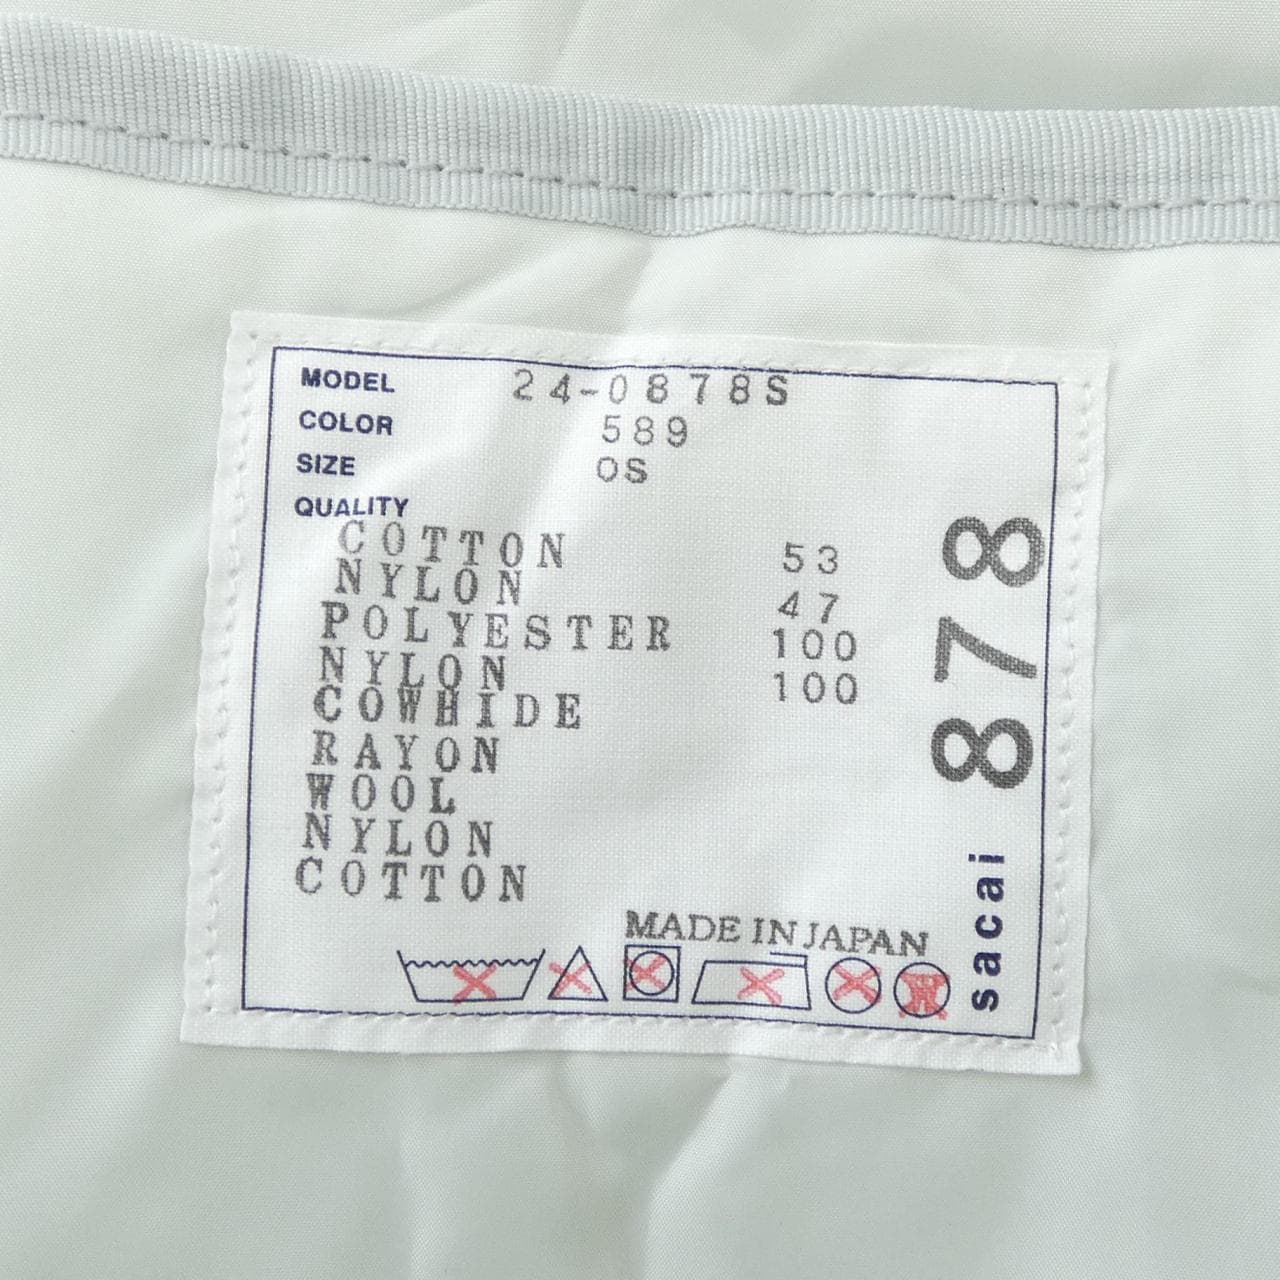 MODEL 24-0878S
COLOR 589
SIZE OS
QUALITY
COTTON 53
NYLON 47
POLYESTER 100
NYLON 100
COWHIDE
RAYON
WOOL
NYLON
COTTON
MADE IN JAPAN
W
sacai 878